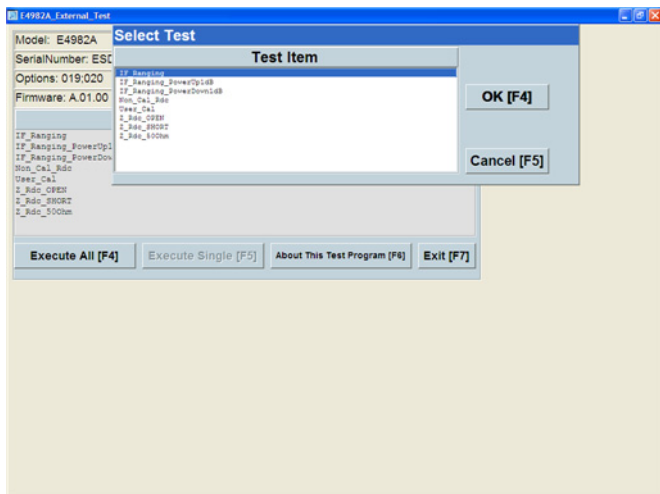 E4982A_External_Test
Model: E4982A
SerialNumber:
Options: 019;020
Firmware: A.01.00
IF_Ranging
IF_Ranging_PowerUp1
IF_Ranging_PowerDow
Non_Cal_Rdc
User_Cal
Z_Rdc_OPEN
Z_Rdc_SHORT
Z_Rdc_50Ohm
Execute All [F4]
Execute Single [F5]
About This Test Program [F6]
Exit [F7]
Select Test
Test Item
IF_Ranging
IF_Ranging_PowerUp1dB
IF_Ranging_PowerDown1dB
Non_Cal_Rdc
User_Cal
Z_Rdc_OPEN
Z_Rdc_SHORT
Z_Rdc_50Ohm
OK [F4]
Cancel [F5]